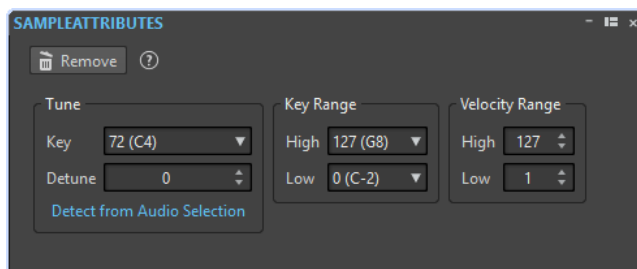 SAMPLEATTRIBUTES
Remove ?
Tune
Key 72 (C4)
Detune 0
Detect from Audio Selection
Key Range
High 127 (G8)
Low 0 (C-2)
Velocity Range
High 127
Low 1